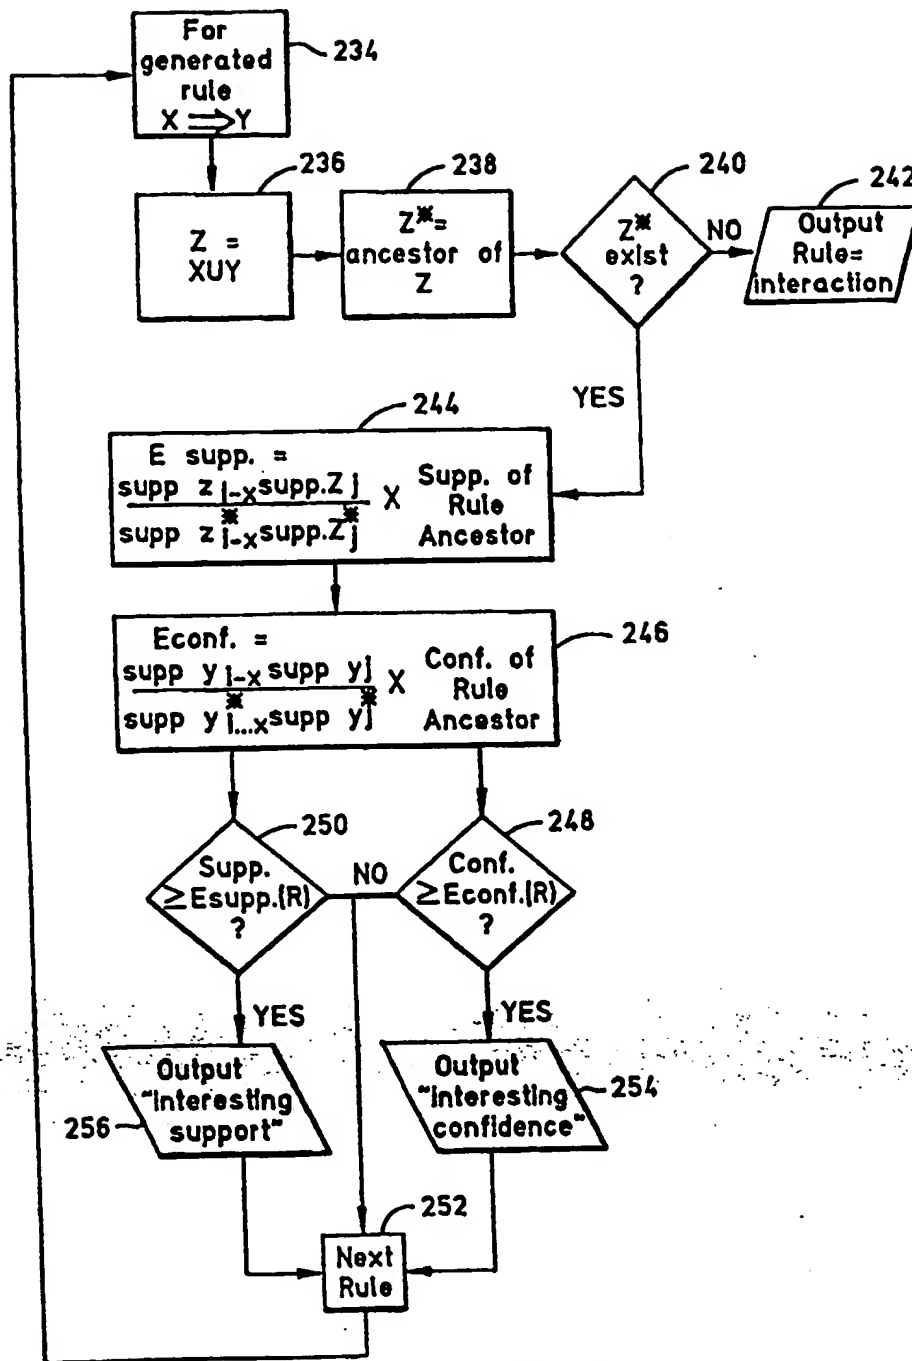 For
generated
rule
X ⟹ Y
234
236
Z =
XUY
238
Z* =
ancestor of
Z
240
Z*
exist
?
NO
242
Output
Rule=
interaction
YES
244
E supp. =
supp z j-x supp. Z j
supp z j*-x supp. Z j*
X
Supp. of
Rule
Ancestor
246
Econf. =
supp y j-x supp yj
supp y j*...x supp yj*
X
Conf. of
Rule
Ancestor
250
Supp.
≥Esupp.(R)
?
NO
248
Conf.
≥Econf.(R)
?
YES
YES
Output
"interesting
support"
256
Output
"interesting
confidence"
254
252
Next
Rule